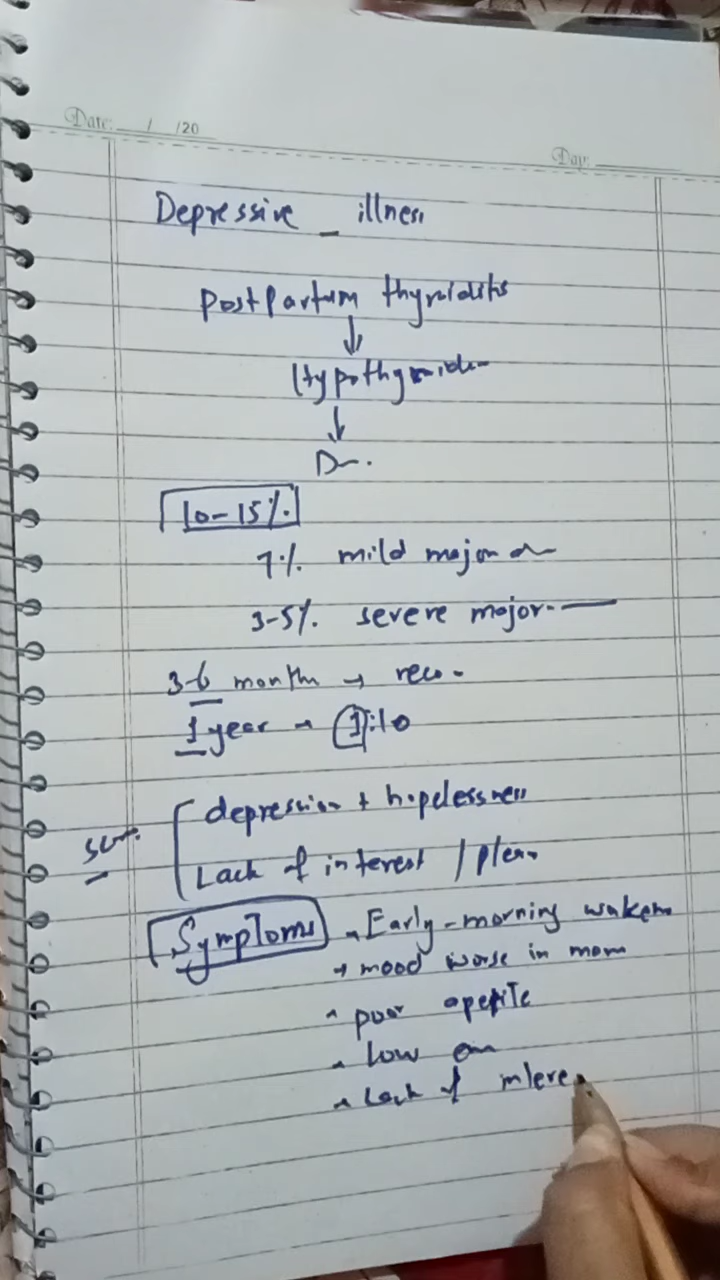 Date: / /20
Day:
Depressive - illness
Postpartum thyroiditis
↓
↓
10-15%
7% mild major
3-5% severe major
3-6 month → reco.
1 year → 1:10
depression + hopelessness
Lack of interest /
Symptoms
Early-morning
mood worse in morn
poor apetite
low
Lack of intere